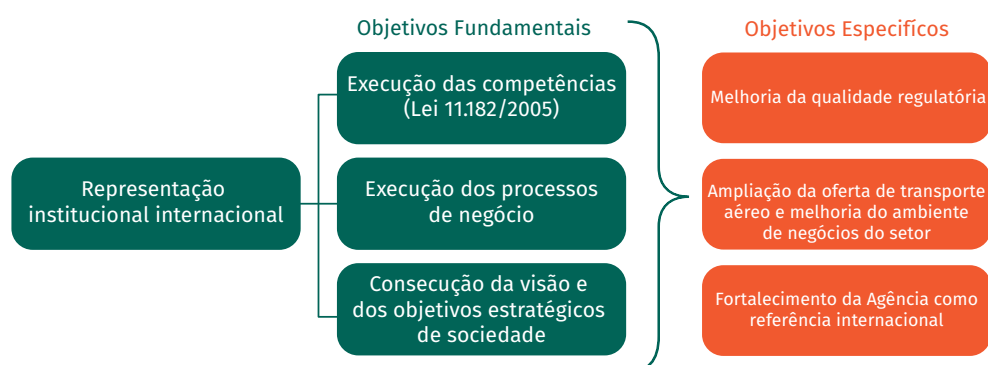 Objetivos Fundamentais
Objetivos Especifícos
Execução das competências
(Lei 11.182/2005)
Melhoria da qualidade regulatória
Representação
institucional internacional
Execução dos processos
de negócio
Ampliação da oferta de transporte
aéreo e melhoria do ambiente
de negócios do setor
Consecução da visão e
dos objetivos estratégicos
de sociedade
Fortalecimento da Agência como
referência internacional